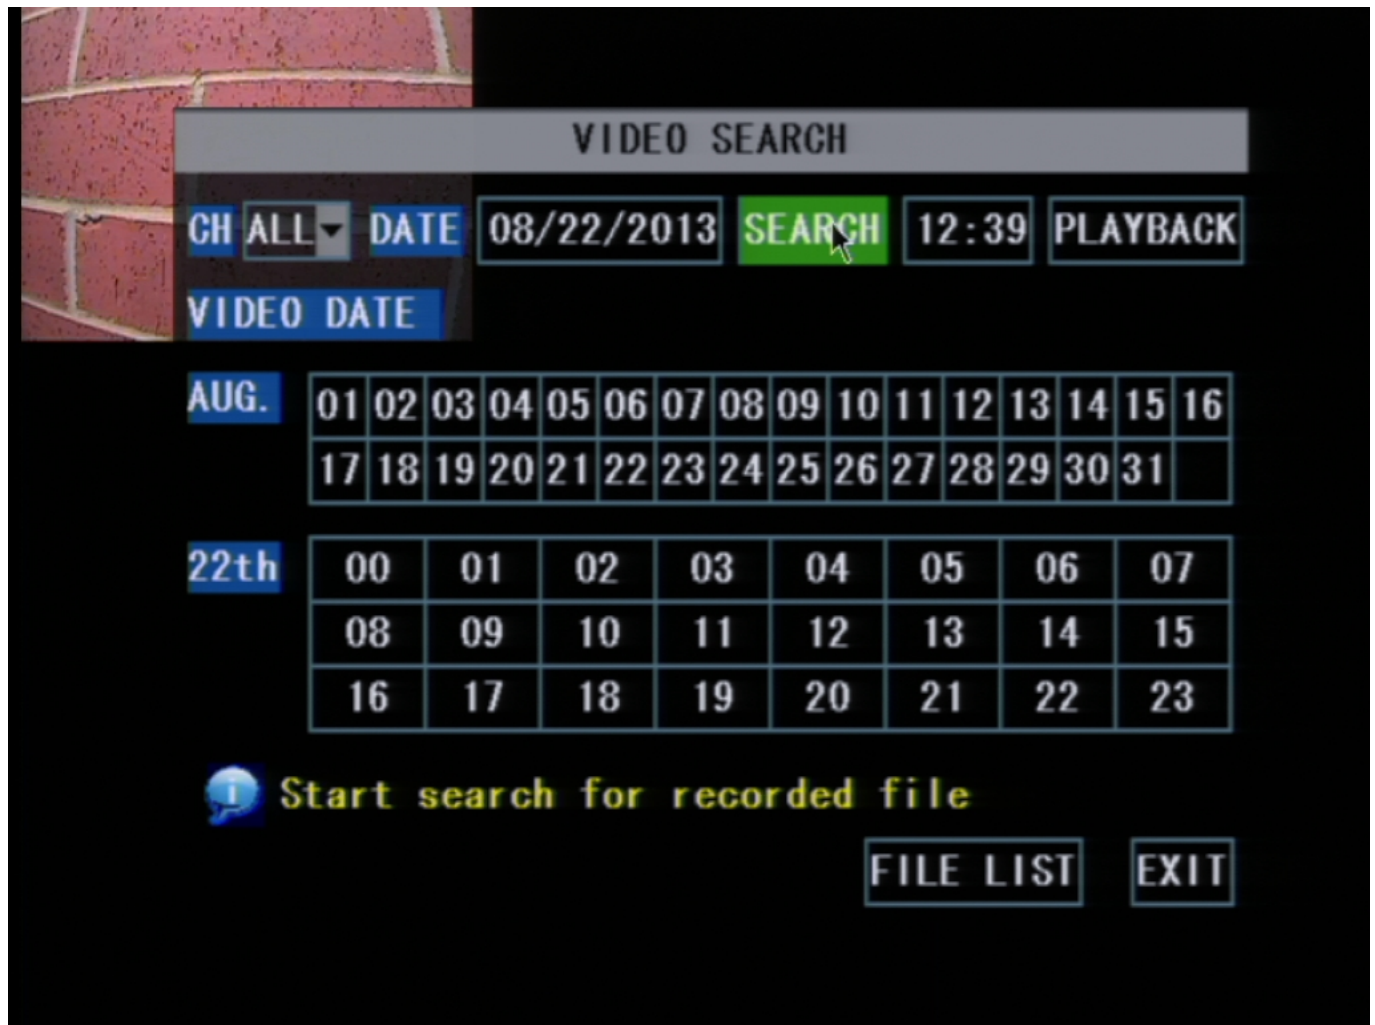 VIDEO SEARCH
CH ALL DATE 08/22/2013 SEARCH 12:39 PLAYBACK
VIDEO DATE
AUG. 01 02 03 04 05 06 07 08 09 10 11 12 13 14 15 16
17 18 19 20 21 22 23 24 25 26 27 28 29 30 31
22th 00 01 02 03 04 05 06 07
08 09 10 11 12 13 14 15
16 17 18 19 20 21 22 23
i Start search for recorded file
FILE LIST EXIT